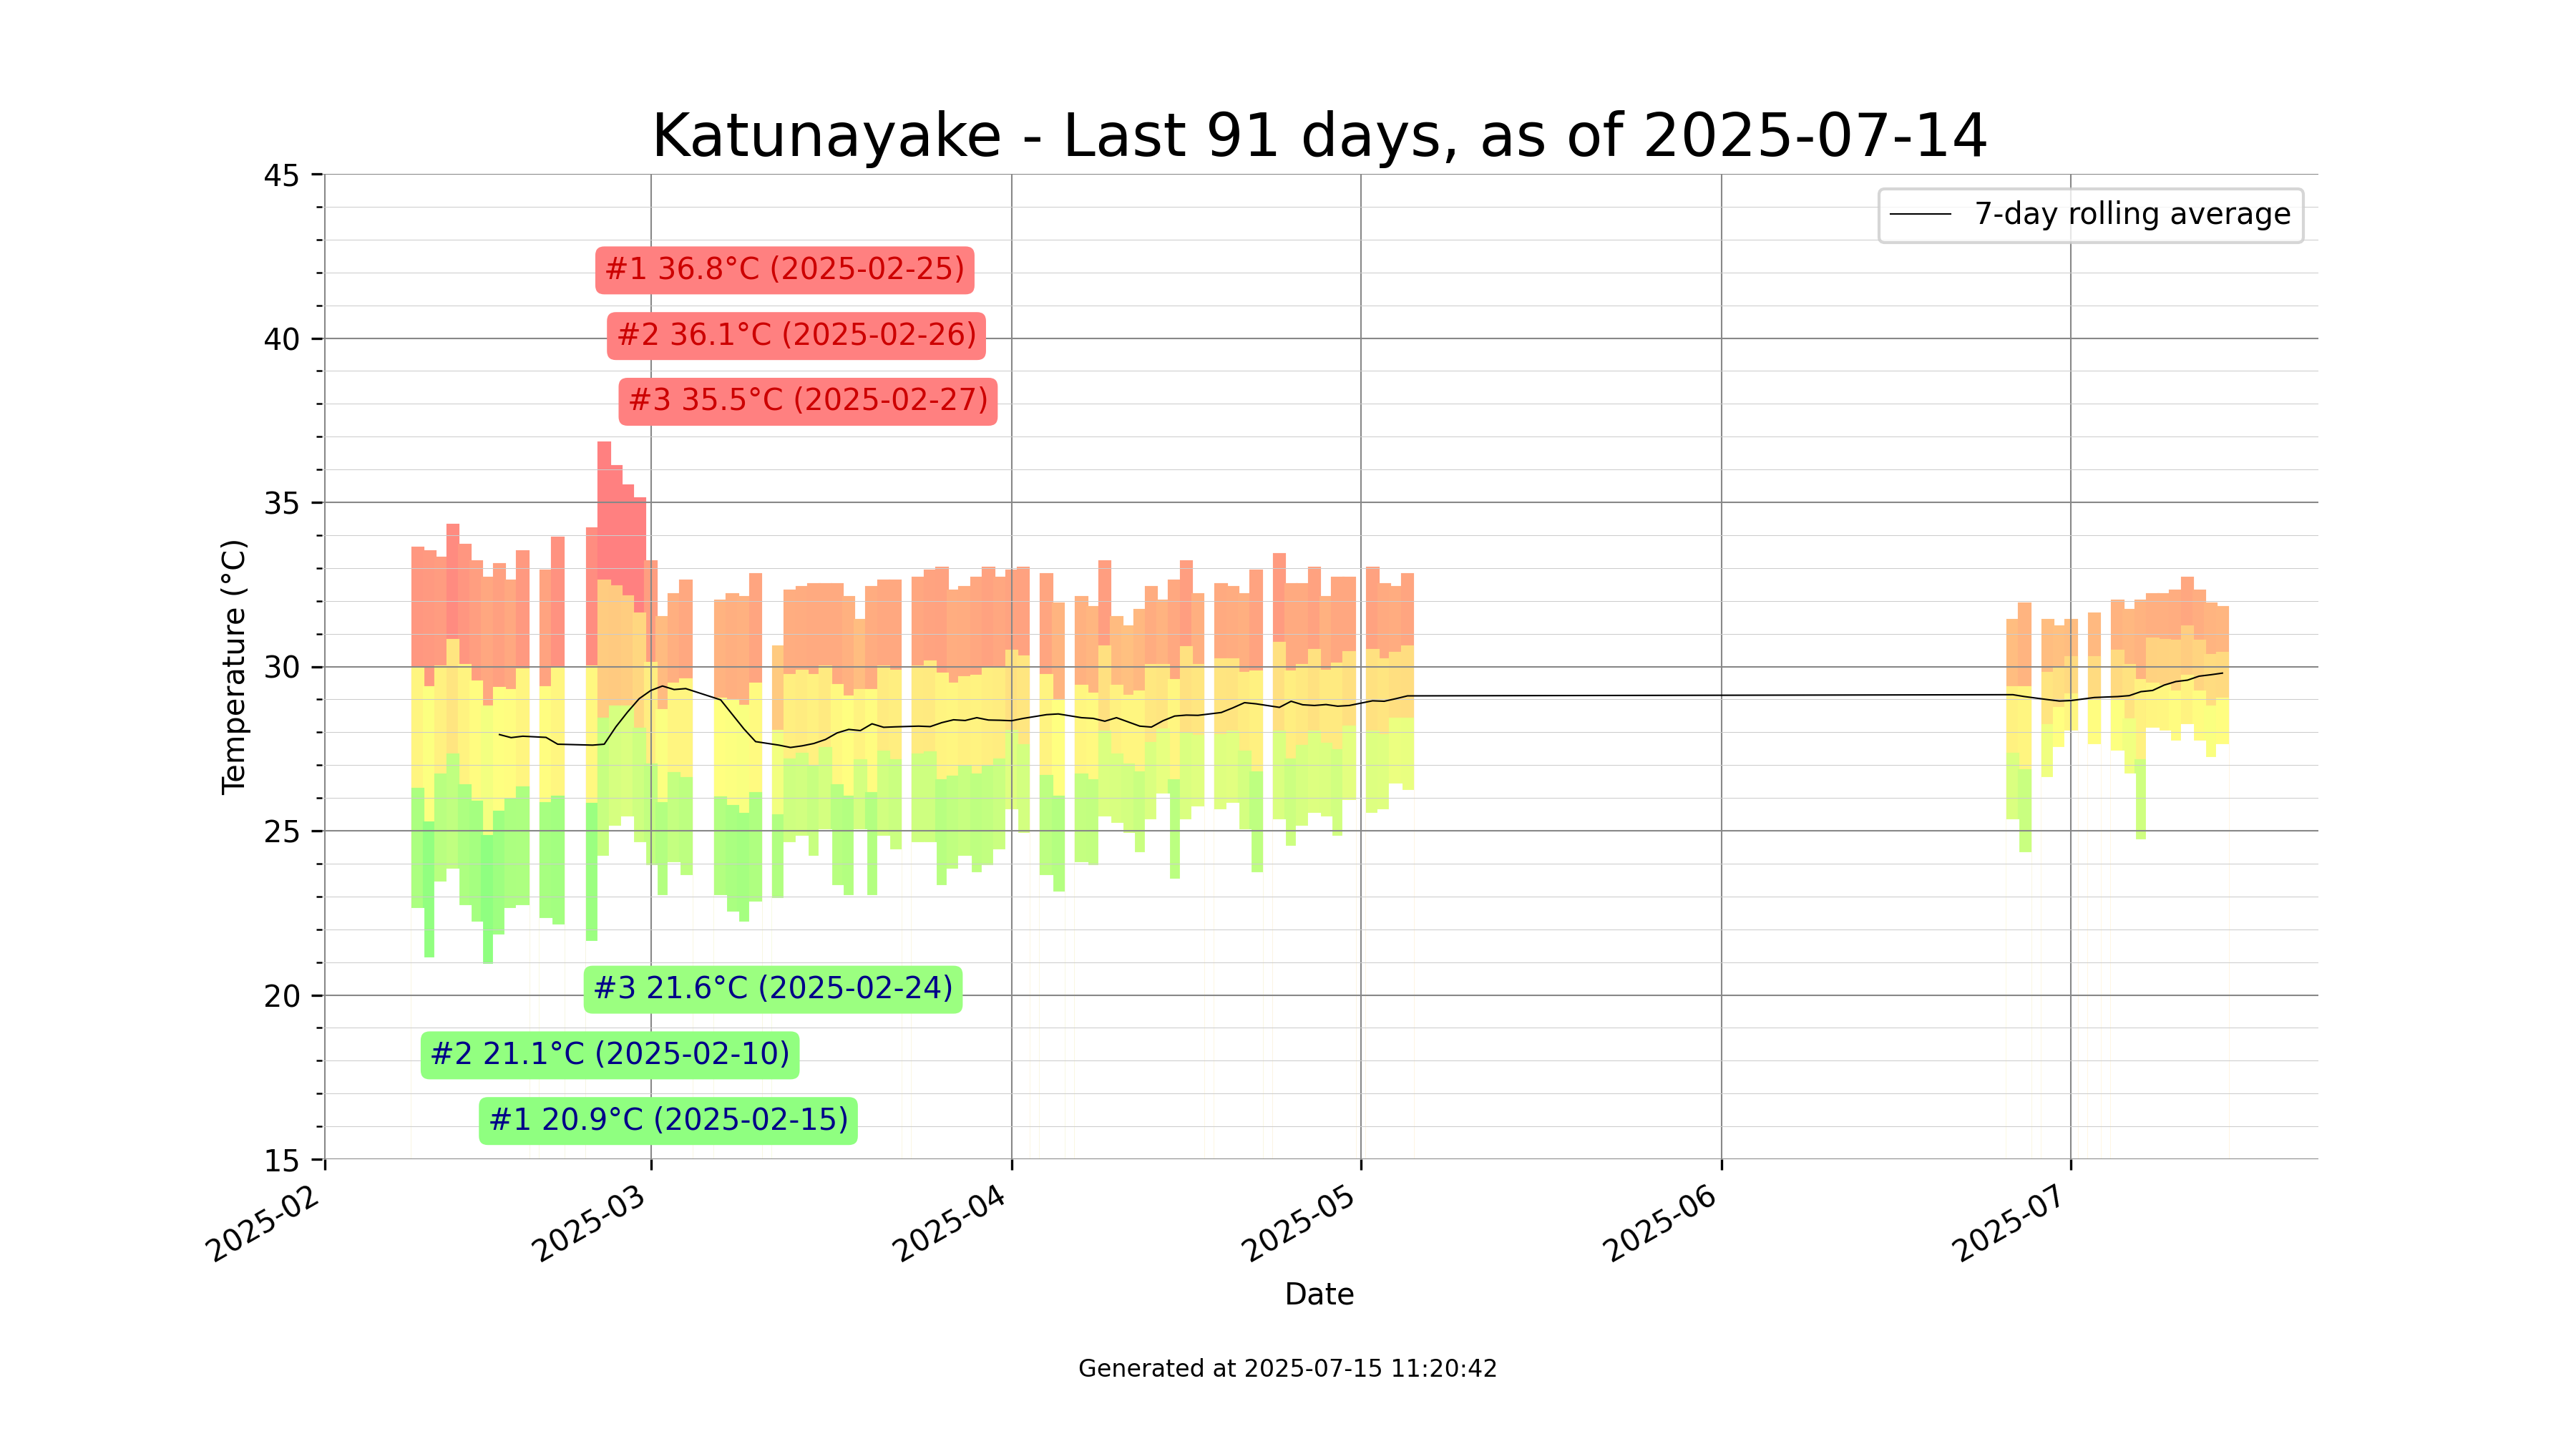 Katunayake - Last 91 days, as of 2025-07-14
7-day rolling average
#1 36.8°C (2025-02-25)
#2 36.1°C (2025-02-26)
#3 35.5°C (2025-02-27)
#3 21.6°C (2025-02-24)
#2 21.1°C (2025-02-10)
#1 20.9°C (2025-02-15)
Temperature (°C)
45
40
35
30
25
20
15
2025-02
2025-03
2025-04
2025-05
2025-06
2025-07
Date
Generated at 2025-07-15 11:20:42